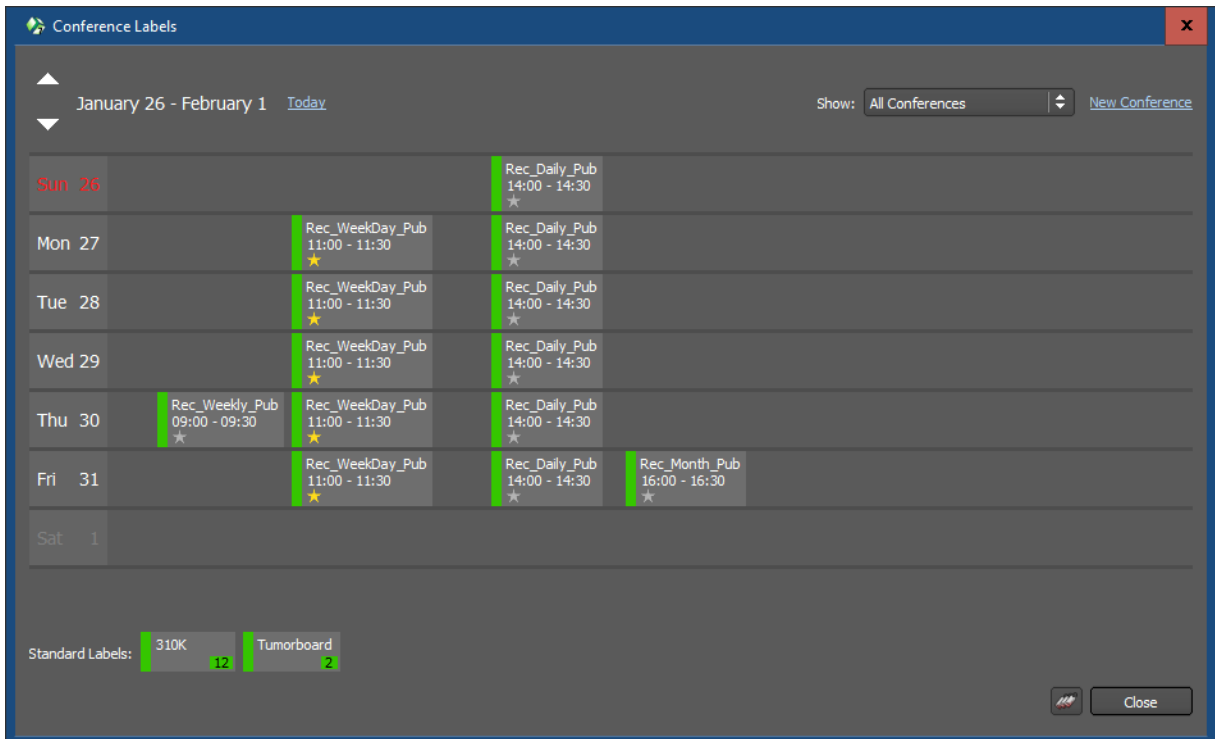 Conference Labels
x
January 26 - February 1 Today
Show: All Conferences New Conference
Sun 26
Rec_Daily_Pub
14:00 - 14:30
Mon 27
Rec_WeekDay_Pub
11:00 - 11:30
Rec_Daily_Pub
14:00 - 14:30
Tue 28
Rec_WeekDay_Pub
11:00 - 11:30
Rec_Daily_Pub
14:00 - 14:30
Wed 29
Rec_WeekDay_Pub
11:00 - 11:30
Rec_Daily_Pub
14:00 - 14:30
Thu 30
Rec_Weekly_Pub
09:00 - 09:30
Rec_WeekDay_Pub
11:00 - 11:30
Rec_Daily_Pub
14:00 - 14:30
Fri 31
Rec_WeekDay_Pub
11:00 - 11:30
Rec_Daily_Pub
14:00 - 14:30
Rec_Month_Pub
16:00 - 16:30
Sat 1
Standard Labels:
310K
12
Tumorboard
2
Close